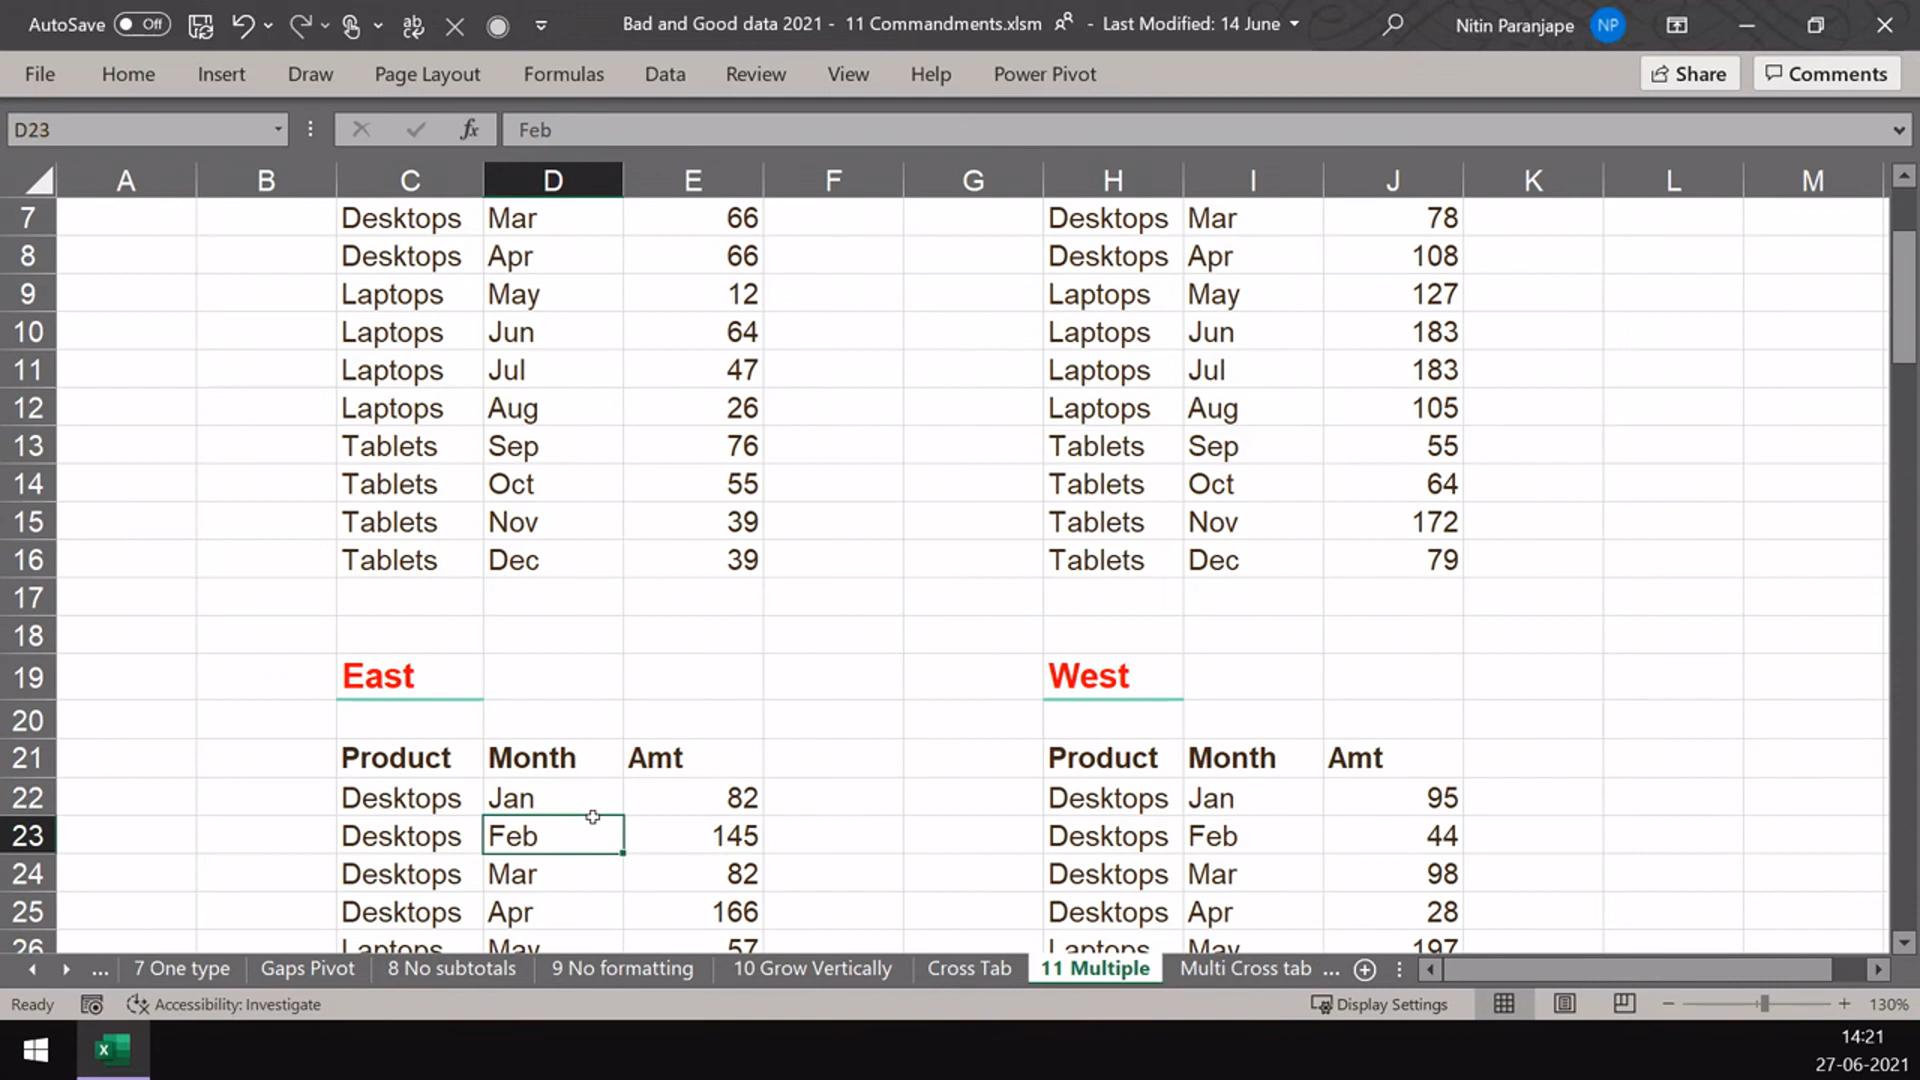 AutoSave Off Bad and Good data 2021 - 11 Commandments.xlsm - Last Modified: 14 June Nitin Paranjape NP
File Home Insert Draw Page Layout Formulas Data Review View Help Power Pivot Share Comments
D23 fx Feb
A B C D E F G H I J K L M
7 Desktops Mar 66 Desktops Mar 78
8 Desktops Apr 66 Desktops Apr 108
9 Laptops May 12 Laptops May 127
10 Laptops Jun 64 Laptops Jun 183
11 Laptops Jul 47 Laptops Jul 183
12 Laptops Aug 26 Laptops Aug 105
13 Tablets Sep 76 Tablets Sep 55
14 Tablets Oct 55 Tablets Oct 64
15 Tablets Nov 39 Tablets Nov 172
16 Tablets Dec 39 Tablets Dec 79
17
18
19 East West
20
21 Product Month Amt Product Month Amt
22 Desktops Jan 82 Desktops Jan 95
23 Desktops Feb 145 Desktops Feb 44
24 Desktops Mar 82 Desktops Mar 98
25 Desktops Apr 166 Desktops Apr 28
26 Laptops May 57 Laptops May 197
... 7 One type Gaps Pivot 8 No subtotals 9 No formatting 10 Grow Vertically Cross Tab 11 Multiple Multi Cross tab ...
Ready Accessibility: Investigate Display Settings 130%
14:21
27-06-2021